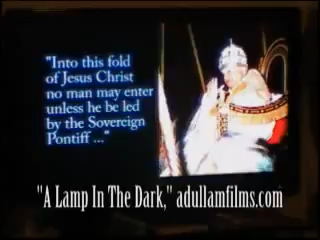 "Into this fold
of Jesus Christ
no man may enter
unless he be led
by the Sovereign
Pontiff ..."
"A Lamp In The Dark," adullamfilms.com